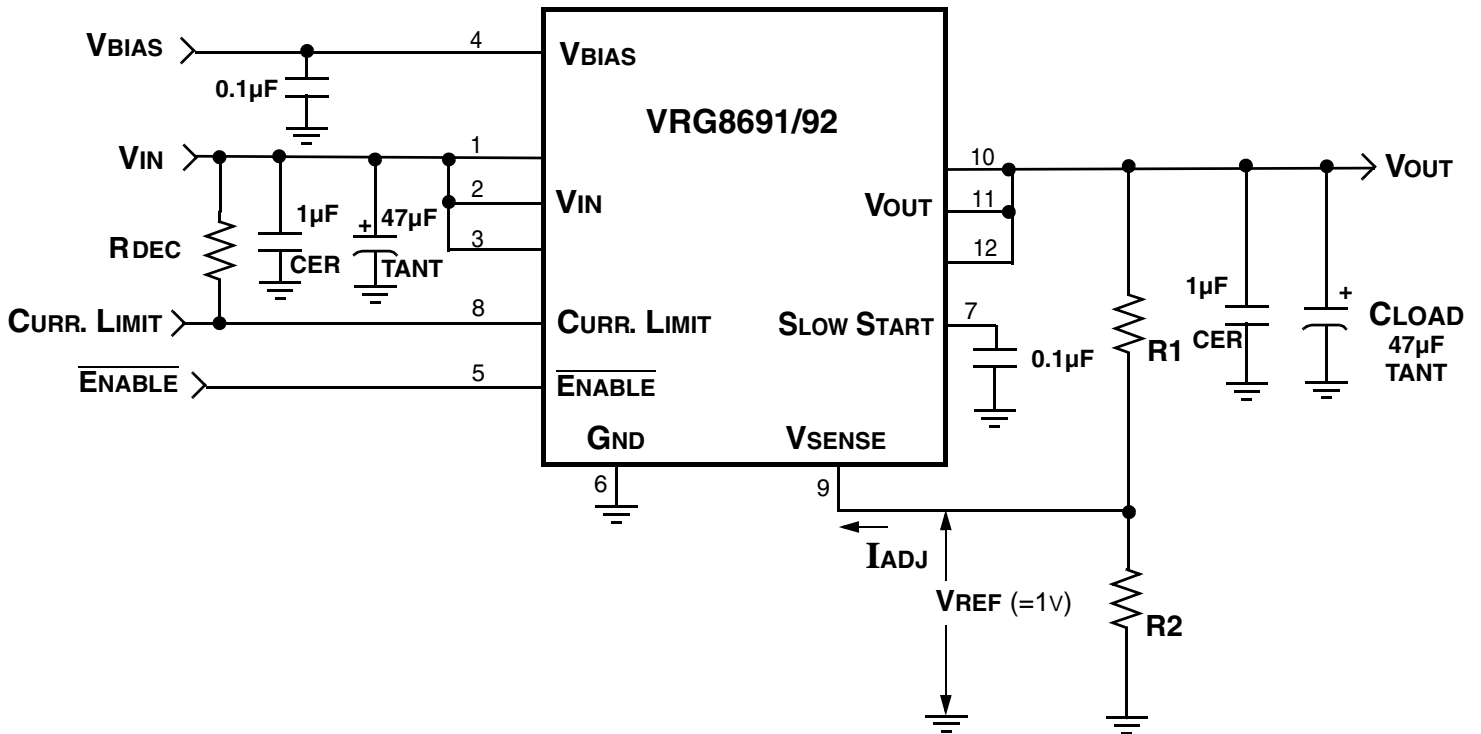 VBIAS
4
VBIAS
0.1µF
VRG8691/92
VIN
1
2
3
VIN
1µF
CER
+
47µF
TANT
RDEC
10
11
12
VOUT
VOUT
CURR. LIMIT
8
CURR. LIMIT
SLOW START
7
0.1µF
R1
1µF
CER
+
CLOAD
47µF
TANT
ENABLE
5
ENABLE
GND
6
VSENSE
9
IADJ
VREF (=1V)
R2